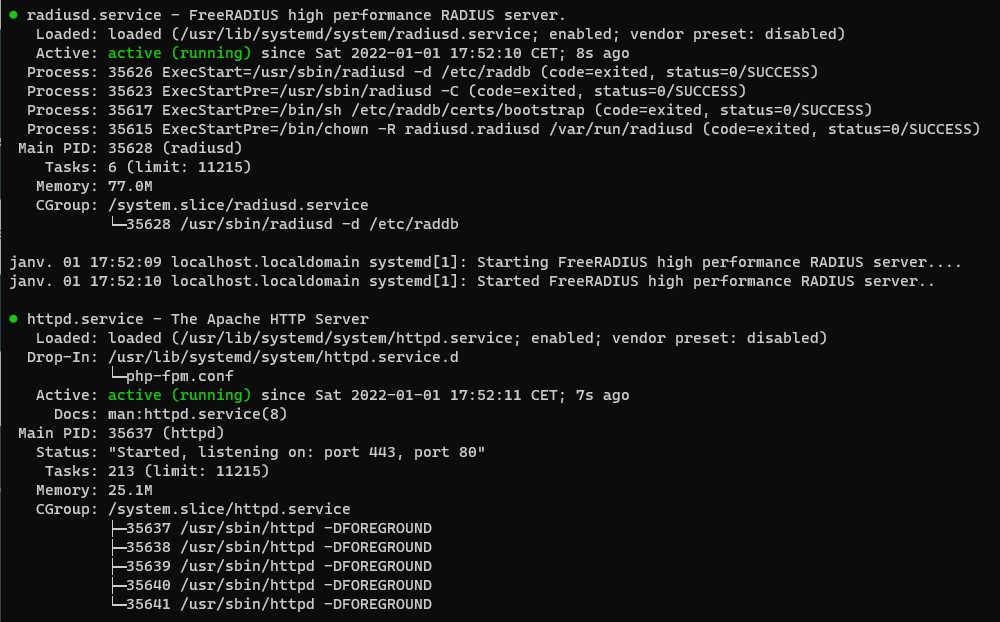 ● radiusd.service - FreeRADIUS high performance RADIUS server.
   Loaded: loaded (/usr/lib/systemd/system/radiusd.service; enabled; vendor preset: disabled)
   Active: active (running) since Sat 2022-01-01 17:52:10 CET; 8s ago
  Process: 35626 ExecStart=/usr/sbin/radiusd -d /etc/raddb (code=exited, status=0/SUCCESS)
  Process: 35623 ExecStartPre=/usr/sbin/radiusd -C (code=exited, status=0/SUCCESS)
  Process: 35617 ExecStartPre=/bin/sh /etc/raddb/certs/bootstrap (code=exited, status=0/SUCCESS)
  Process: 35615 ExecStartPre=/bin/chown -R radiusd.radiusd /var/run/radiusd (code=exited, status=0/SUCCESS)
 Main PID: 35628 (radiusd)
    Tasks: 6 (limit: 11215)
   Memory: 77.0M
   CGroup: /system.slice/radiusd.service
           └─35628 /usr/sbin/radiusd -d /etc/raddb

janv. 01 17:52:09 localhost.localdomain systemd[1]: Starting FreeRADIUS high performance RADIUS server....
janv. 01 17:52:10 localhost.localdomain systemd[1]: Started FreeRADIUS high performance RADIUS server..

● httpd.service - The Apache HTTP Server
   Loaded: loaded (/usr/lib/systemd/system/httpd.service; enabled; vendor preset: disabled)
  Drop-In: /usr/lib/systemd/system/httpd.service.d
           └─php-fpm.conf
   Active: active (running) since Sat 2022-01-01 17:52:11 CET; 7s ago
     Docs: man:httpd.service(8)
 Main PID: 35637 (httpd)
   Status: "Started, listening on: port 443, port 80"
    Tasks: 213 (limit: 11215)
   Memory: 25.1M
   CGroup: /system.slice/httpd.service
           ├─35637 /usr/sbin/httpd -DFOREGROUND
           ├─35638 /usr/sbin/httpd -DFOREGROUND
           ├─35639 /usr/sbin/httpd -DFOREGROUND
           ├─35640 /usr/sbin/httpd -DFOREGROUND
           └─35641 /usr/sbin/httpd -DFOREGROUND